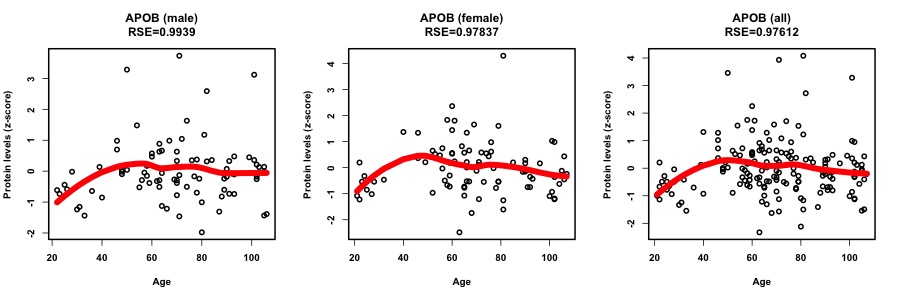 APOB (male)
RSE=0.9939
Protein levels (z-score)
3
2
1
0
-1
-2
20 40 60 80 100
Age
APOB (female)
RSE=0.97837
Protein levels (z-score)
4
3
2
1
0
-1
-2
20 40 60 80 100
Age
APOB (all)
RSE=0.97612
Protein levels (z-score)
4
3
2
1
0
-1
-2
20 40 60 80 100
Age